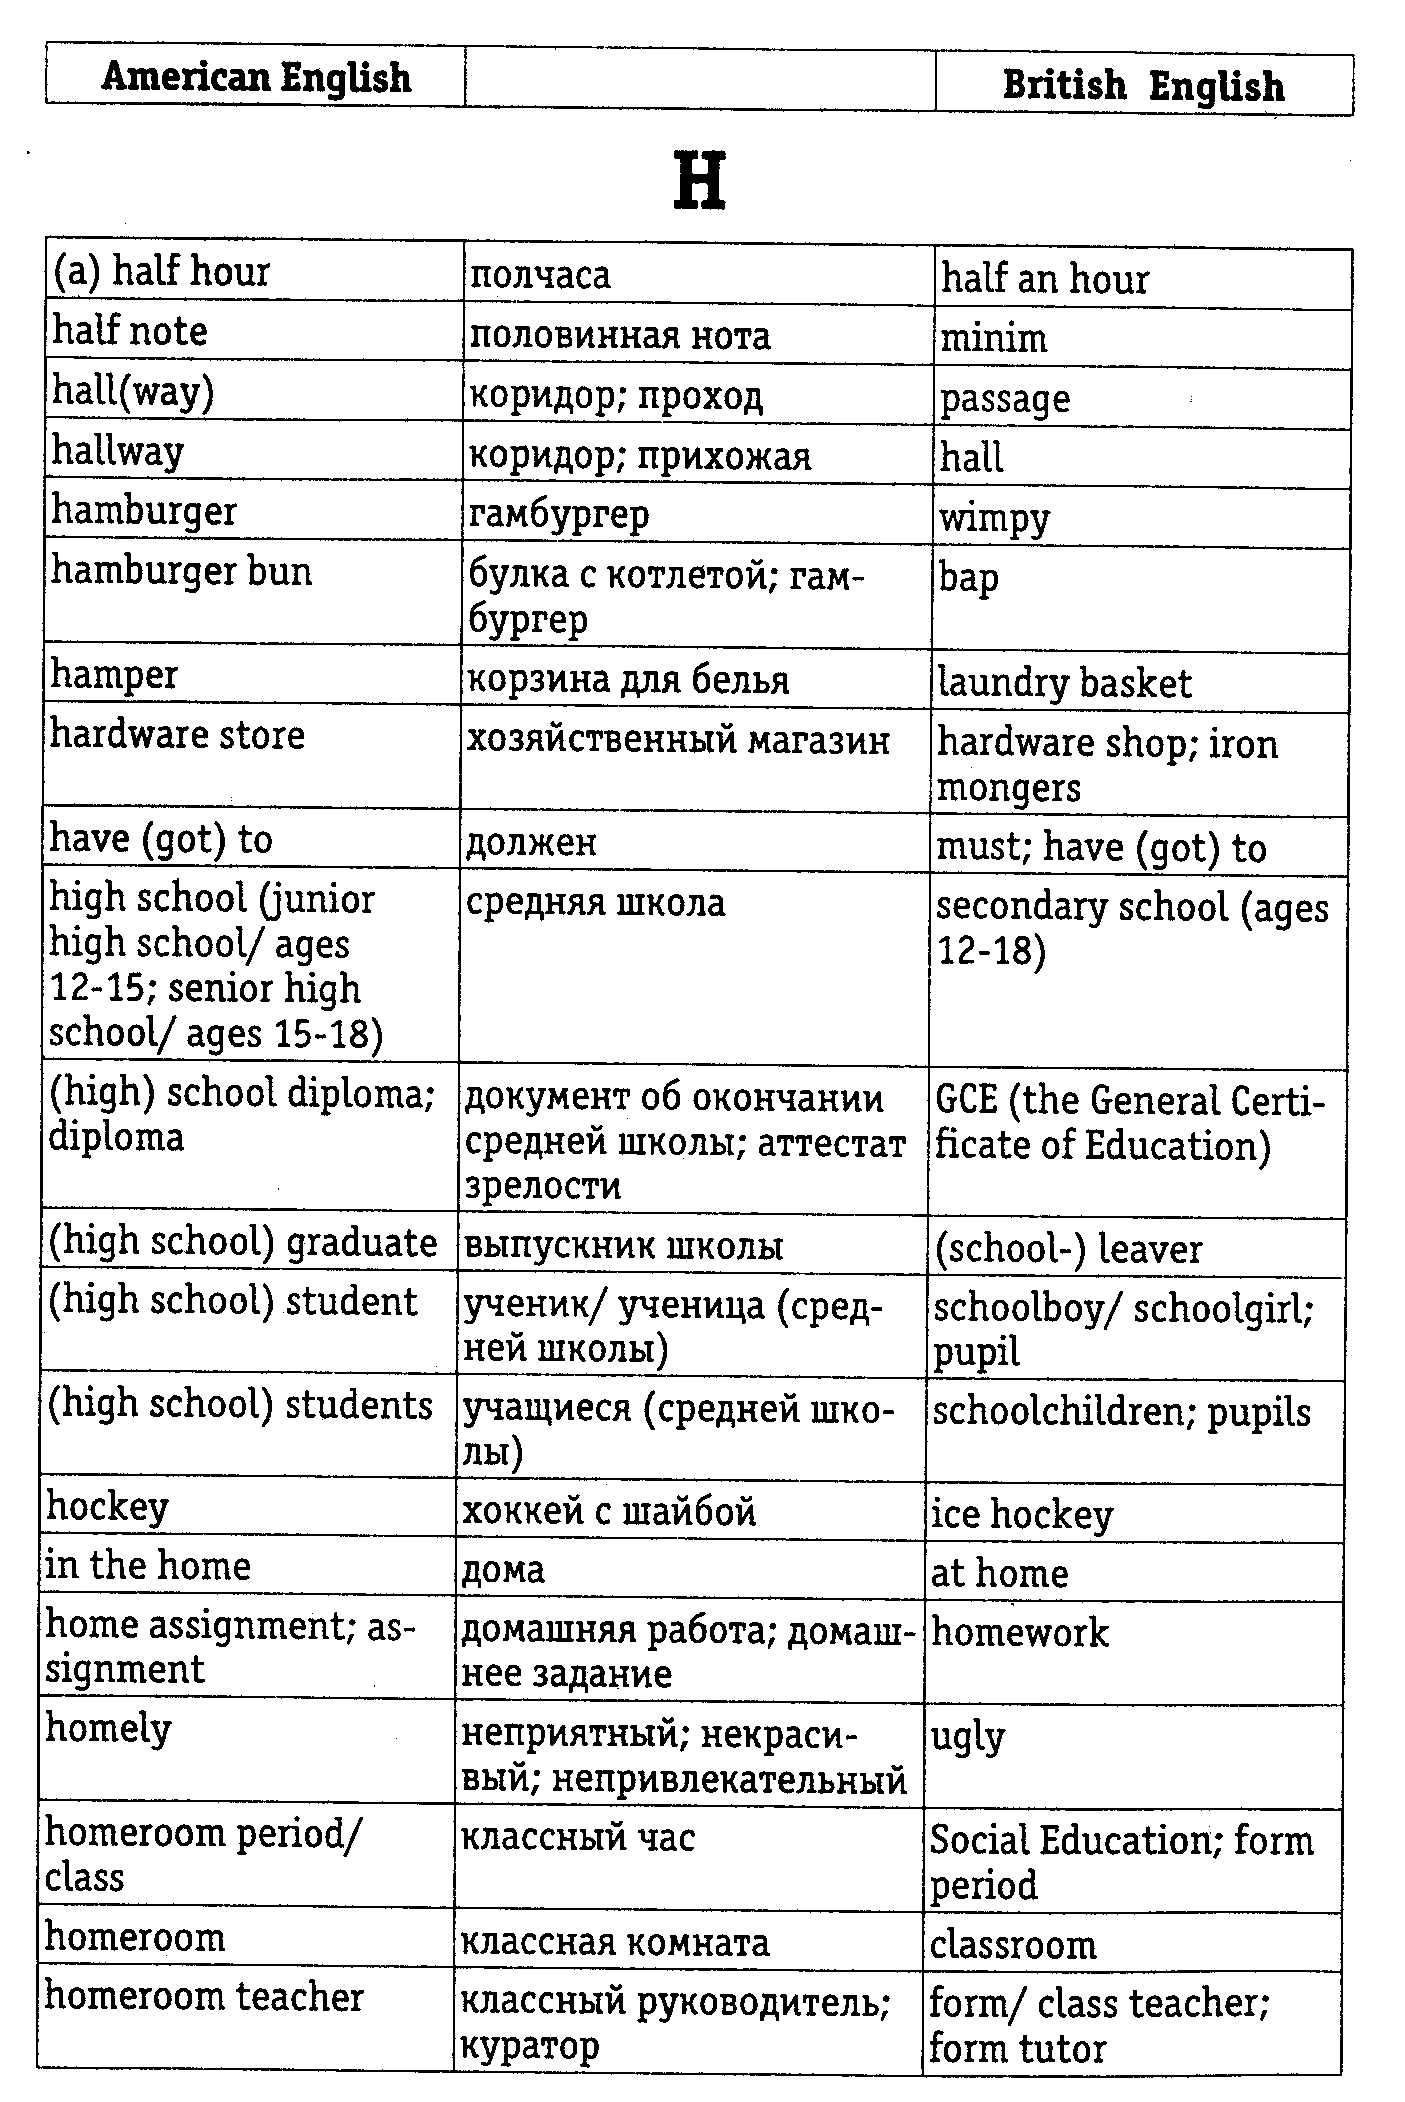 American English British English
H
(a) half hour полчаса half an hour
half note половинная нота minim
hall(way) коридор; проход passage
hallway коридор; прихожая hall
hamburger гамбургер wimpy
hamburger bun булка с котлетой; гам- bap
бургер
hamper корзина для белья laundry basket
hardware store хозяйственный магазин hardware shop; iron
mongers
have (got) to должен must; have (got) to
high school (junior средняя школа secondary school (ages
high school/ ages 12-18)
12-15; senior high
school/ ages 15-18)
(high) school diploma; документ об окончании GCE (the General Certi-
diploma средней школы; аттестат ficate of Education)
зрелости
(high school) graduate выпускник школы (school-) leaver
(high school) student ученик/ ученица (сред- schoolboy/ schoolgirl;
ней школы) pupil
(high school) students учащиеся (средней шко- schoolchildren; pupils
лы)
hockey хоккей с шайбой ice hockey
in the home дома at home
home assignment; as- домашняя работа; домаш- homework
signment нее задание
homely неприятный; некраси- ugly
вый; непривлекательный
homeroom period/ классный час Social Education; form
class period
homeroom классная комната classroom
homeroom teacher классный руководитель; form/ class teacher;
куратор form tutor